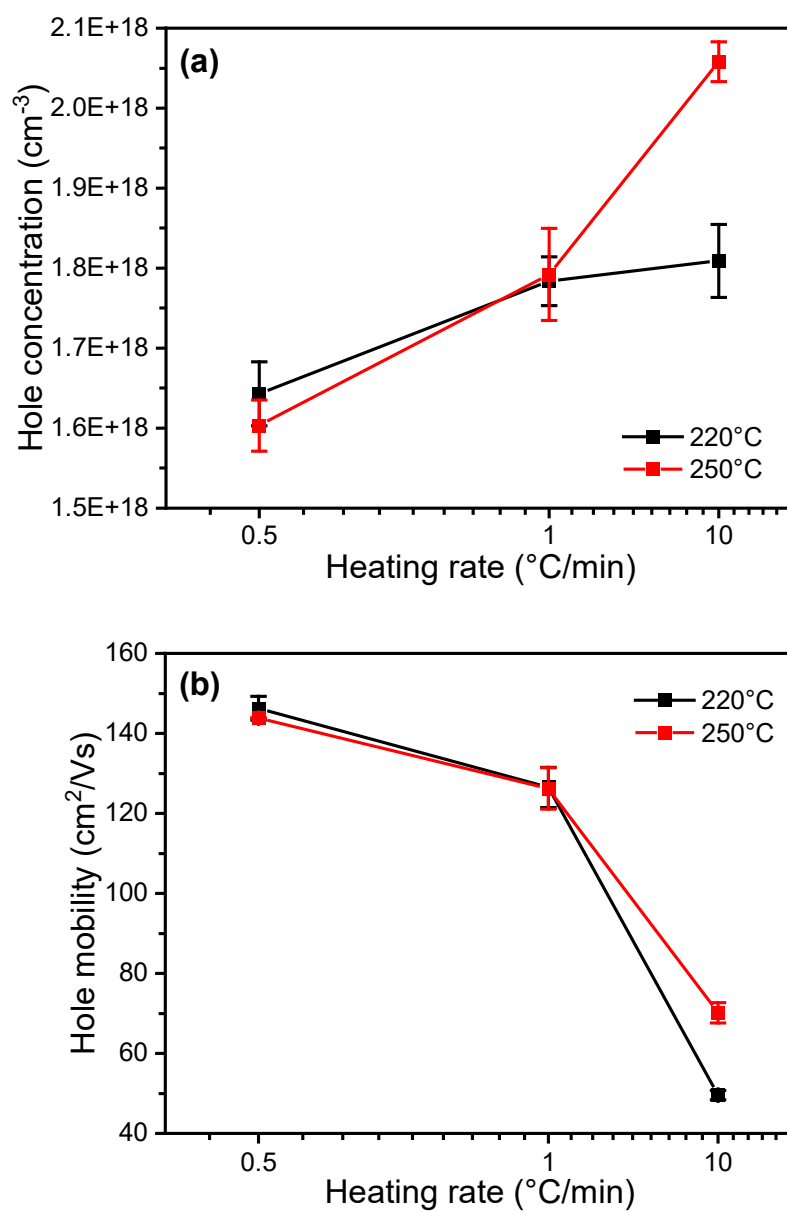 (a)
Hole concentration (cm⁻³)
2.1E+18
2.0E+18
1.9E+18
1.8E+18
1.7E+18
1.6E+18
1.5E+18
220°C
250°C
0.5
1
10
Heating rate (°C/min)
(b)
Hole mobility (cm²/Vs)
160
140
120
100
80
60
40
220°C
250°C
0.5
1
10
Heating rate (°C/min)